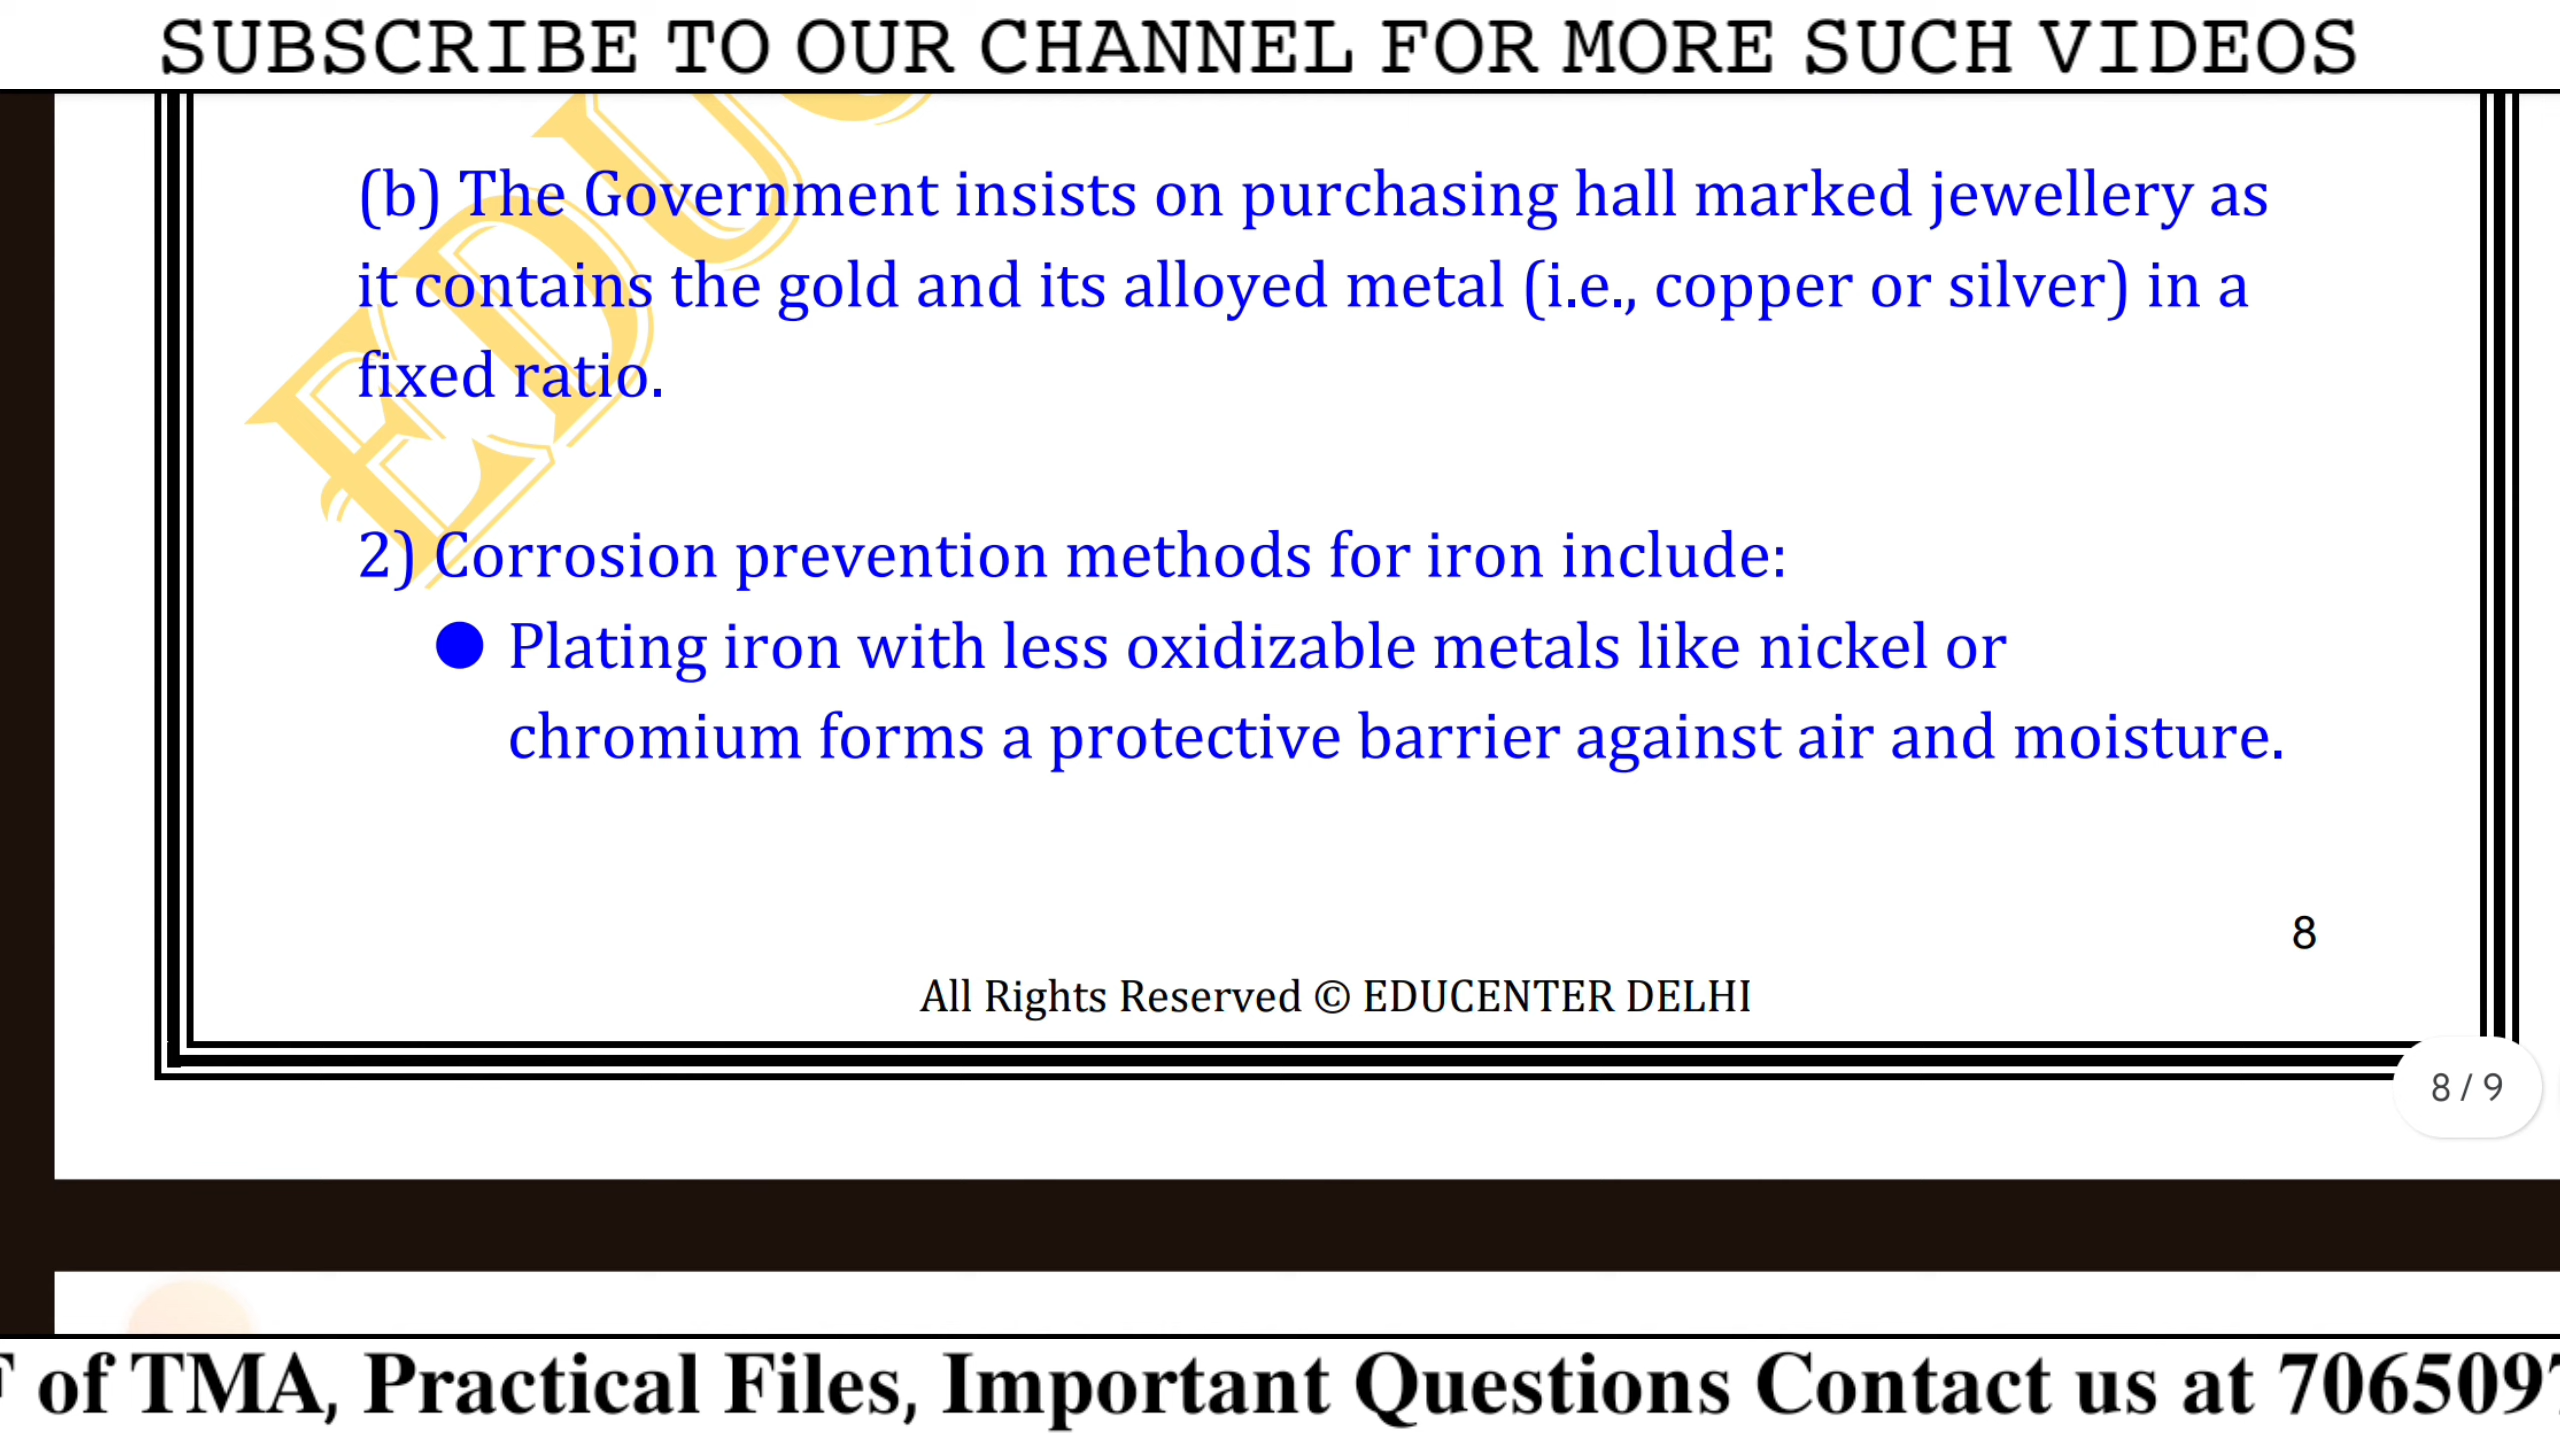 SUBSCRIBE TO OUR CHANNEL FOR MORE SUCH VIDEOS
EDU
(b) The Government insists on purchasing hall marked jewellery as
it contains the gold and its alloyed metal (i.e., copper or silver) in a
fixed ratio.
2) Corrosion prevention methods for iron include:
● Plating iron with less oxidizable metals like nickel or
chromium forms a protective barrier against air and moisture.
8
All Rights Reserved © EDUCENTER DELHI
8 / 9
of TMA, Practical Files, Important Questions Contact us at 706509